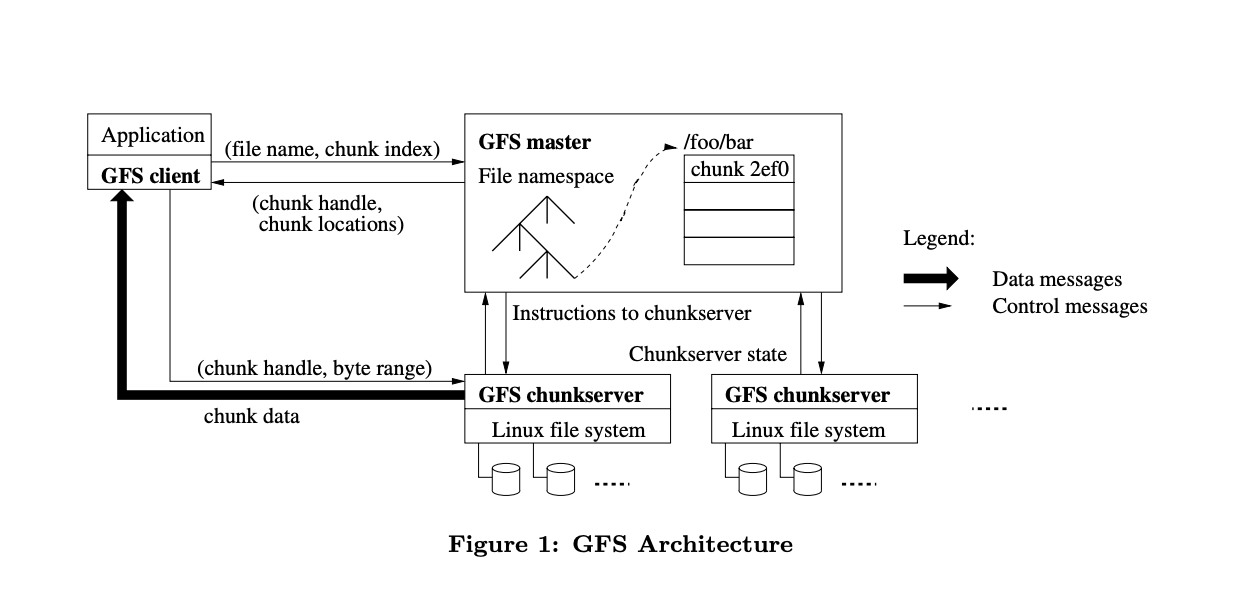 Application
GFS client
(file name, chunk index)
(chunk handle,
chunk locations)
GFS master
File namespace
/foo/bar
chunk 2ef0
Legend:
Data messages
Control messages
Instructions to chunkserver
Chunkserver state
(chunk handle, byte range)
chunk data
GFS chunkserver
Linux file system
GFS chunkserver
Linux file system
Figure 1: GFS Architecture